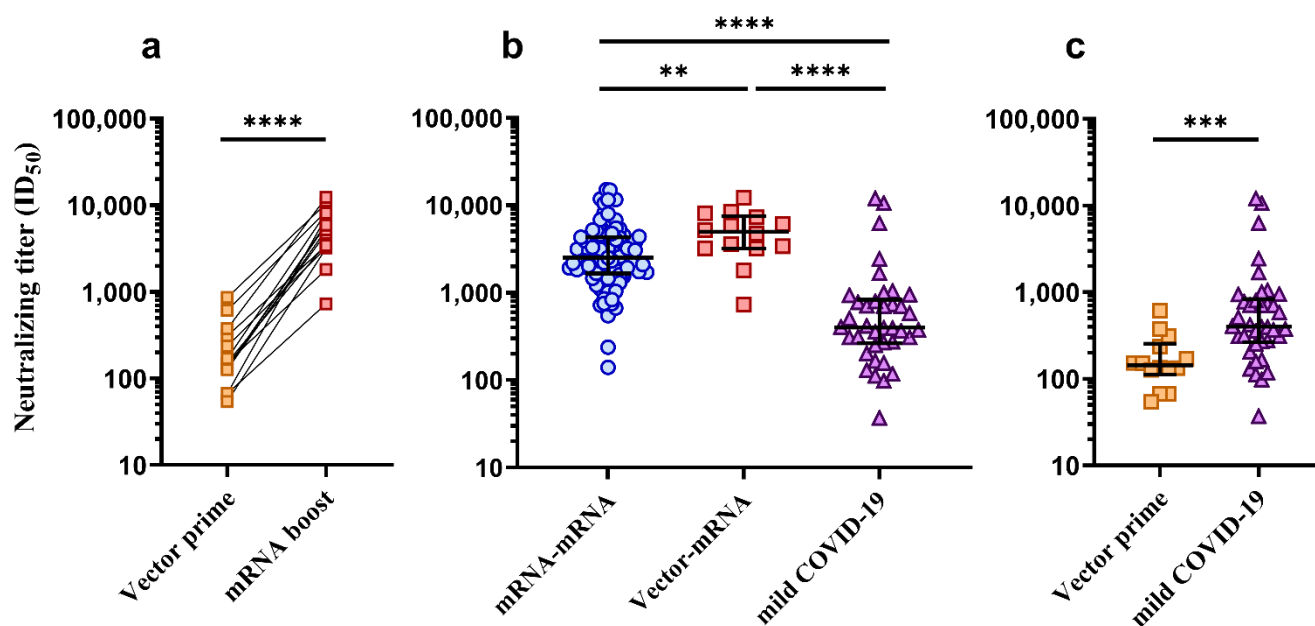 a
b
c
****
**
****
****
***
Neutralizing titer (ID50)
100,000
10,000
1,000
100
10
Vector prime
mRNA boost
100,000
10,000
1,000
100
10
mRNA-mRNA
Vector-mRNA
mild COVID-19
100,000
10,000
1,000
100
10
Vector prime
mild COVID-19